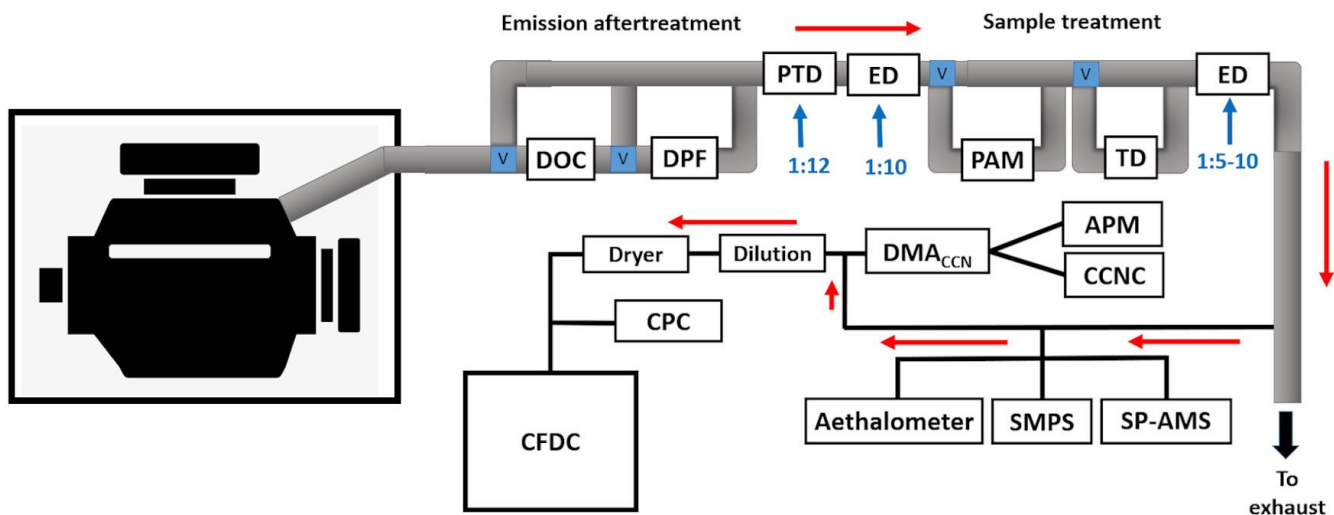 Emission aftertreatment
Sample treatment
PTD
ED
V
V
ED
V
DOC
V
DPF
1:12
1:10
PAM
TD
1:5-10
Dryer
Dilution
DMACCN
APM
CCNC
CPC
CFDC
Aethalometer
SMPS
SP-AMS
To
exhaust